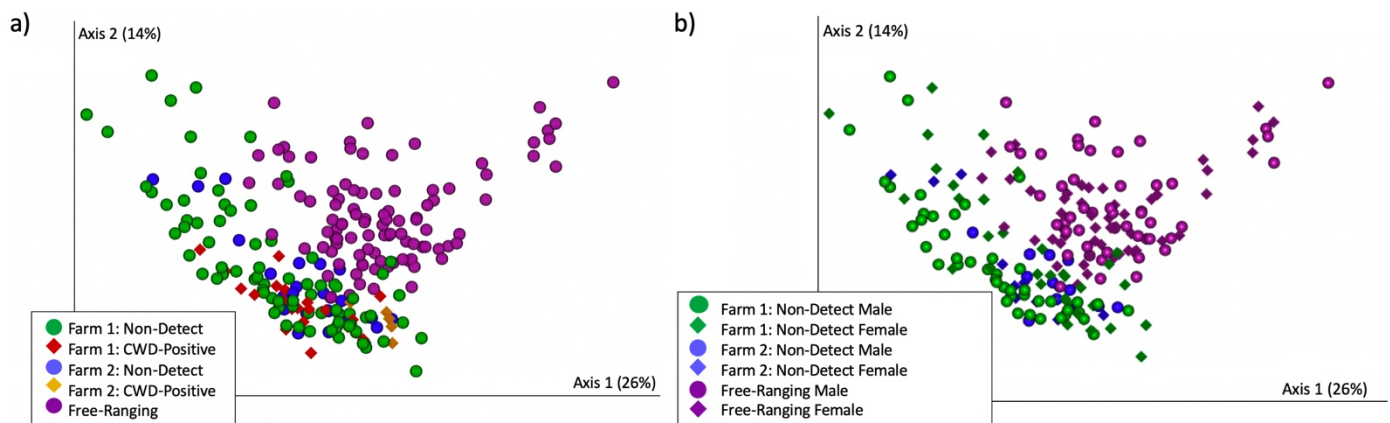 a)
Axis 2 (14%)
Axis 1 (26%)
Farm 1: Non-Detect
Farm 1: CWD-Positive
Farm 2: Non-Detect
Farm 2: CWD-Positive
Free-Ranging
b)
Axis 2 (14%)
Axis 1 (26%)
Farm 1: Non-Detect Male
Farm 1: Non-Detect Female
Farm 2: Non-Detect Male
Farm 2: Non-Detect Female
Free-Ranging Male
Free-Ranging Female